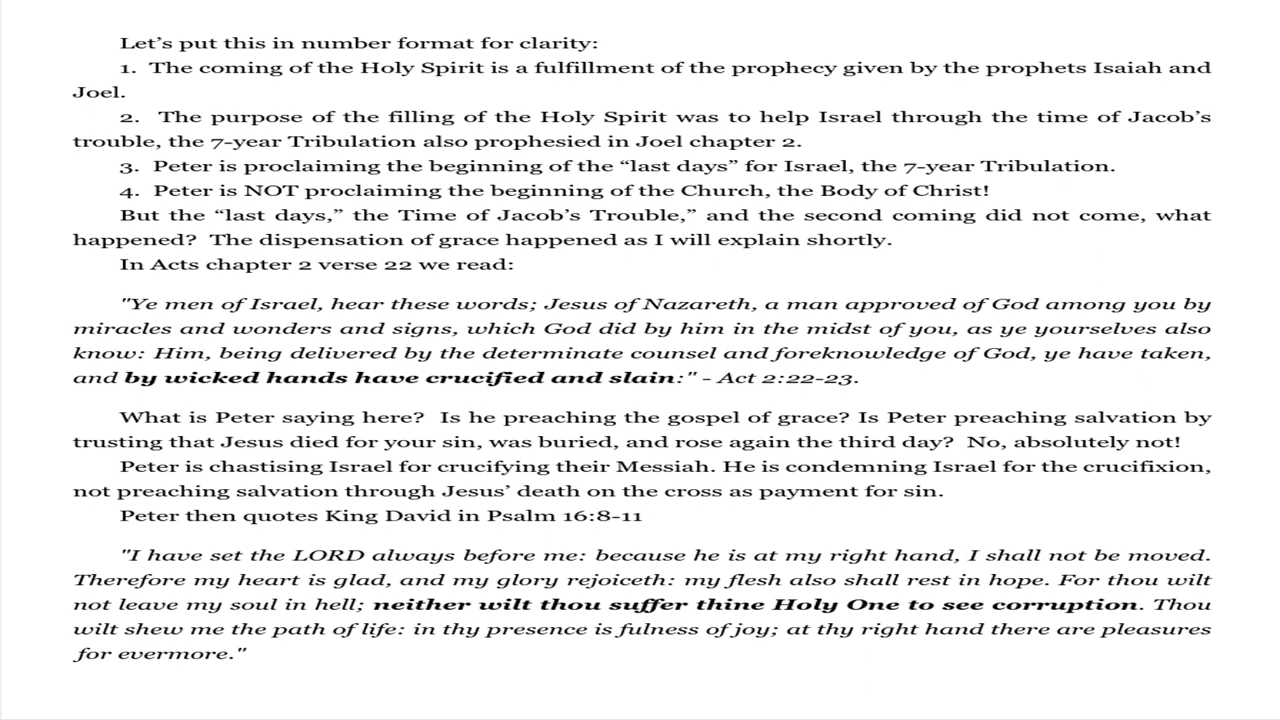 Let’s put this in number format for clarity:
1. The coming of the Holy Spirit is a fulfillment of the prophecy given by the prophets Isaiah and
Joel.
2. The purpose of the filling of the Holy Spirit was to help Israel through the time of Jacob’s
trouble, the 7-year Tribulation also prophesied in Joel chapter 2.
3. Peter is proclaiming the beginning of the “last days” for Israel, the 7-year Tribulation.
4. Peter is NOT proclaiming the beginning of the Church, the Body of Christ!
But the “last days,” the Time of Jacob’s Trouble,” and the second coming did not come, what
happened? The dispensation of grace happened as I will explain shortly.
In Acts chapter 2 verse 22 we read:
"Ye men of Israel, hear these words; Jesus of Nazareth, a man approved of God among you by
miracles and wonders and signs, which God did by him in the midst of you, as ye yourselves also
know: Him, being delivered by the determinate counsel and foreknowledge of God, ye have taken,
and by wicked hands have crucified and slain:" - Act 2:22-23.
What is Peter saying here? Is he preaching the gospel of grace? Is Peter preaching salvation by
trusting that Jesus died for your sin, was buried, and rose again the third day? No, absolutely not!
Peter is chastising Israel for crucifying their Messiah. He is condemning Israel for the crucifixion,
not preaching salvation through Jesus’ death on the cross as payment for sin.
Peter then quotes King David in Psalm 16:8-11
"I have set the LORD always before me: because he is at my right hand, I shall not be moved.
Therefore my heart is glad, and my glory rejoiceth: my flesh also shall rest in hope. For thou wilt
not leave my soul in hell; neither wilt thou suffer thine Holy One to see corruption. Thou
wilt shew me the path of life: in thy presence is fulness of joy; at thy right hand there are pleasures
for evermore."